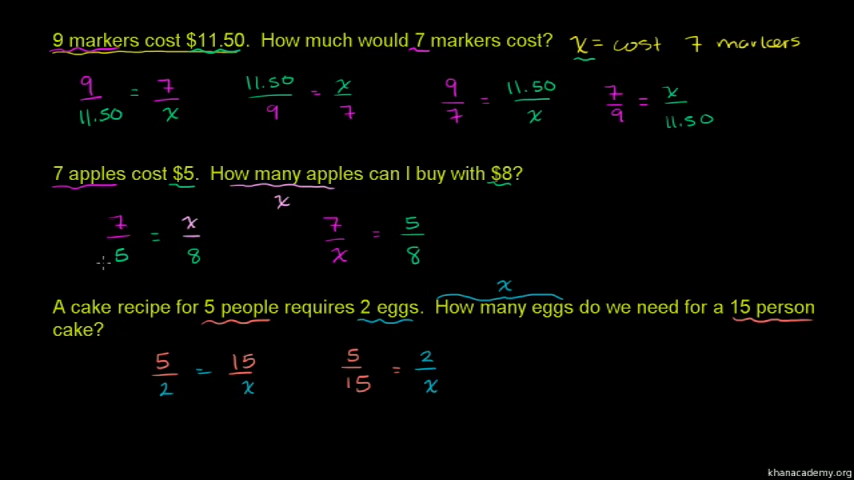 9 markers cost $11.50. How much would 7 markers cost? x = cost 7 markers
9/11.50 = 7/x 11.50/9 = x/7 9/7 = 11.50/x 7/9 = x/11.50
7 apples cost $5. How many apples can I buy with $8?
x
7/5 = x/8 7/x = 5/8
x
A cake recipe for 5 people requires 2 eggs. How many eggs do we need for a 15 person
cake?
5/2 = 15/x 5/15 = 2/x
khanacademy.org